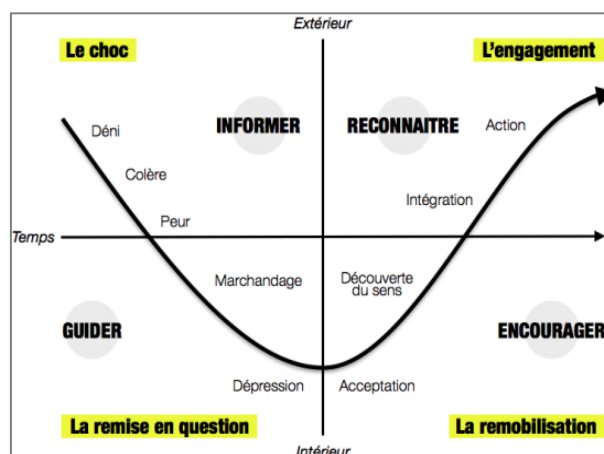 Extérieur
Le choc
L'engagement
INFORMER
RECONNAITRE
Action
Déni
Colère
Intégration
Peur
Temps
Marchandage
Découverte
du sens
GUIDER
ENCOURAGER
Dépression
Acceptation
La remise en question
La remobilisation
Intérieur